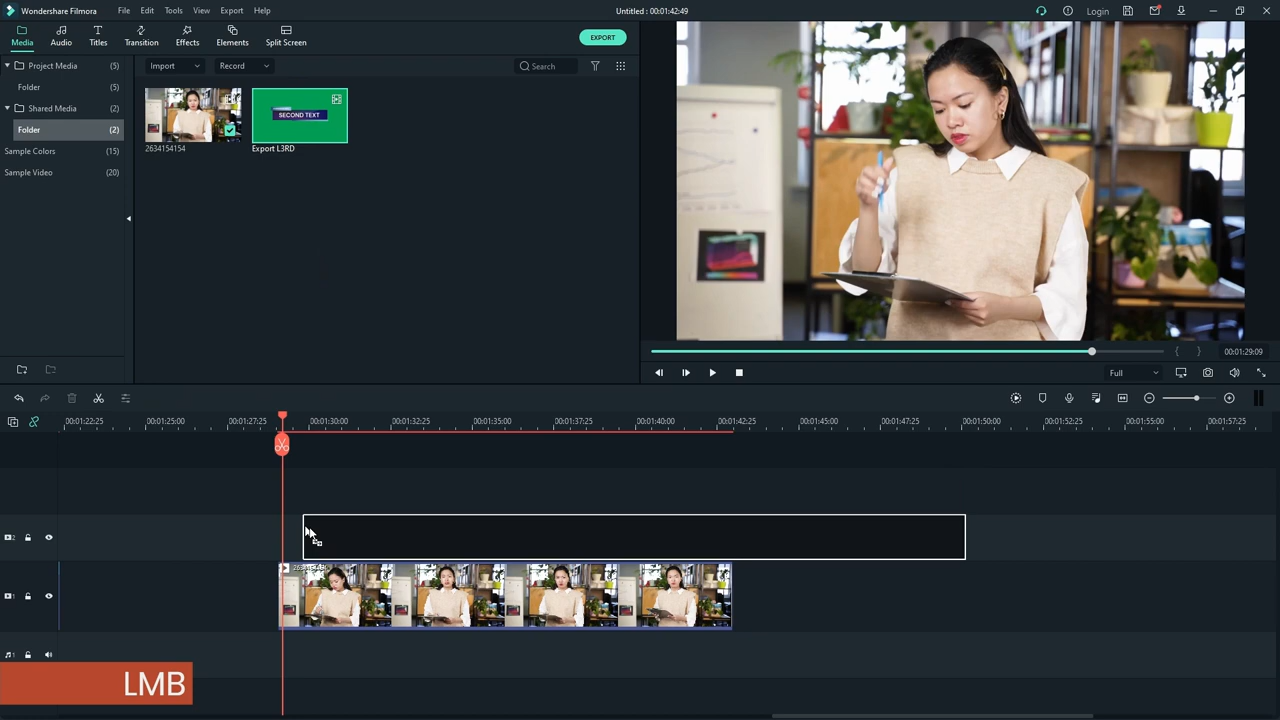 Wondershare Filmora File Edit Tools View Export Help Untitled : 00:01:42:49 Login
Media Audio Titles Transition Effects Elements Split Screen EXPORT
Project Media (5) Import Record Search
Folder (5)
Shared Media (2)
Folder (2)
Sample Colors (15)
Sample Video (20)
SECOND TEXT
2634154154 Export L3RD
00:01:29:09
Full
00:01:22:25 00:01:25:00 00:01:27:25 00:01:30:00 00:01:32:25 00:01:35:00 00:01:37:25 00:01:40:00 00:01:42:25 00:01:45:00 00:01:47:25 00:01:50:00 00:01:52:25 00:01:55:00 00:01:57:25
2
1
1
LMB